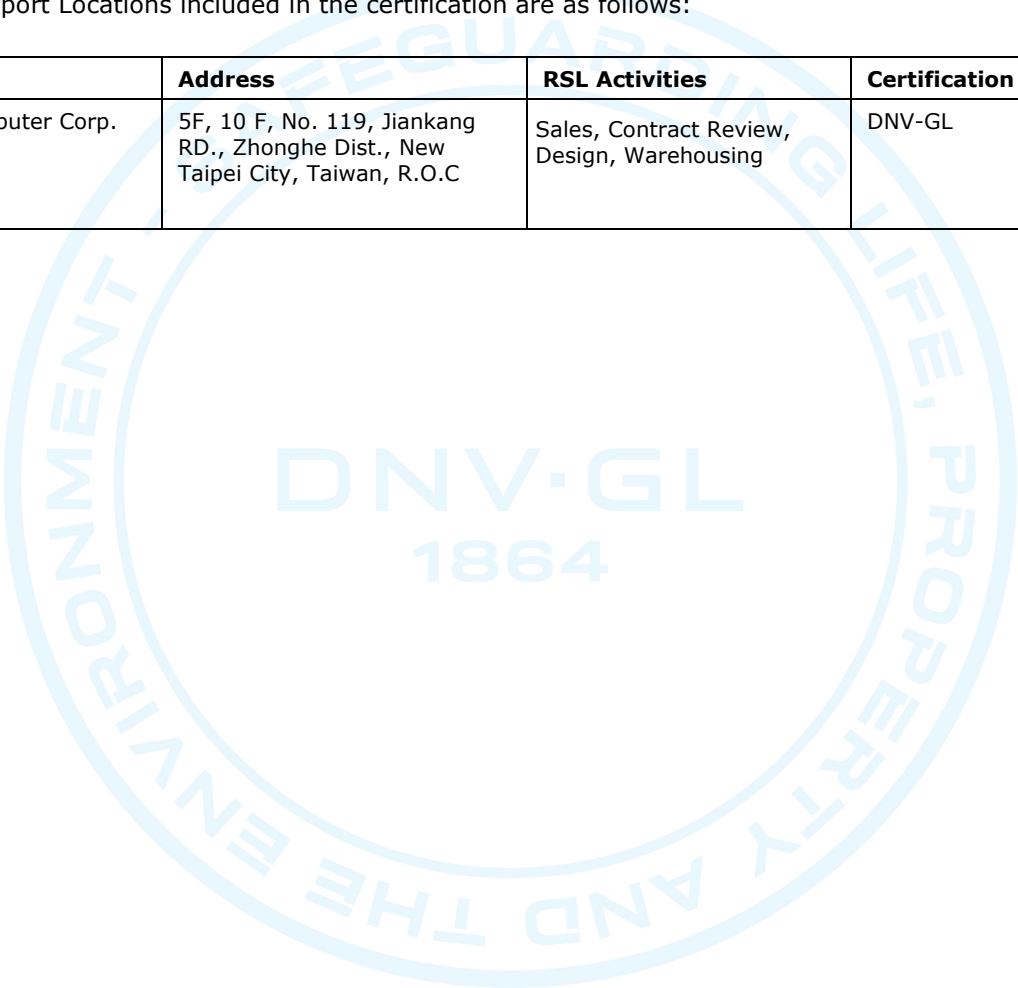 port Locations included in the certification are as follows:
Address RSL Activities Certification
puter Corp. 5F, 10 F, No. 119, Jiankang RD., Zhonghe Dist., New Taipei City, Taiwan, R.O.C Sales, Contract Review, Design, Warehousing DNV-GL
SAFEGUARDING LIFE, PROPERTY AND THE ENVIRONMENT
DNV·GL
1864